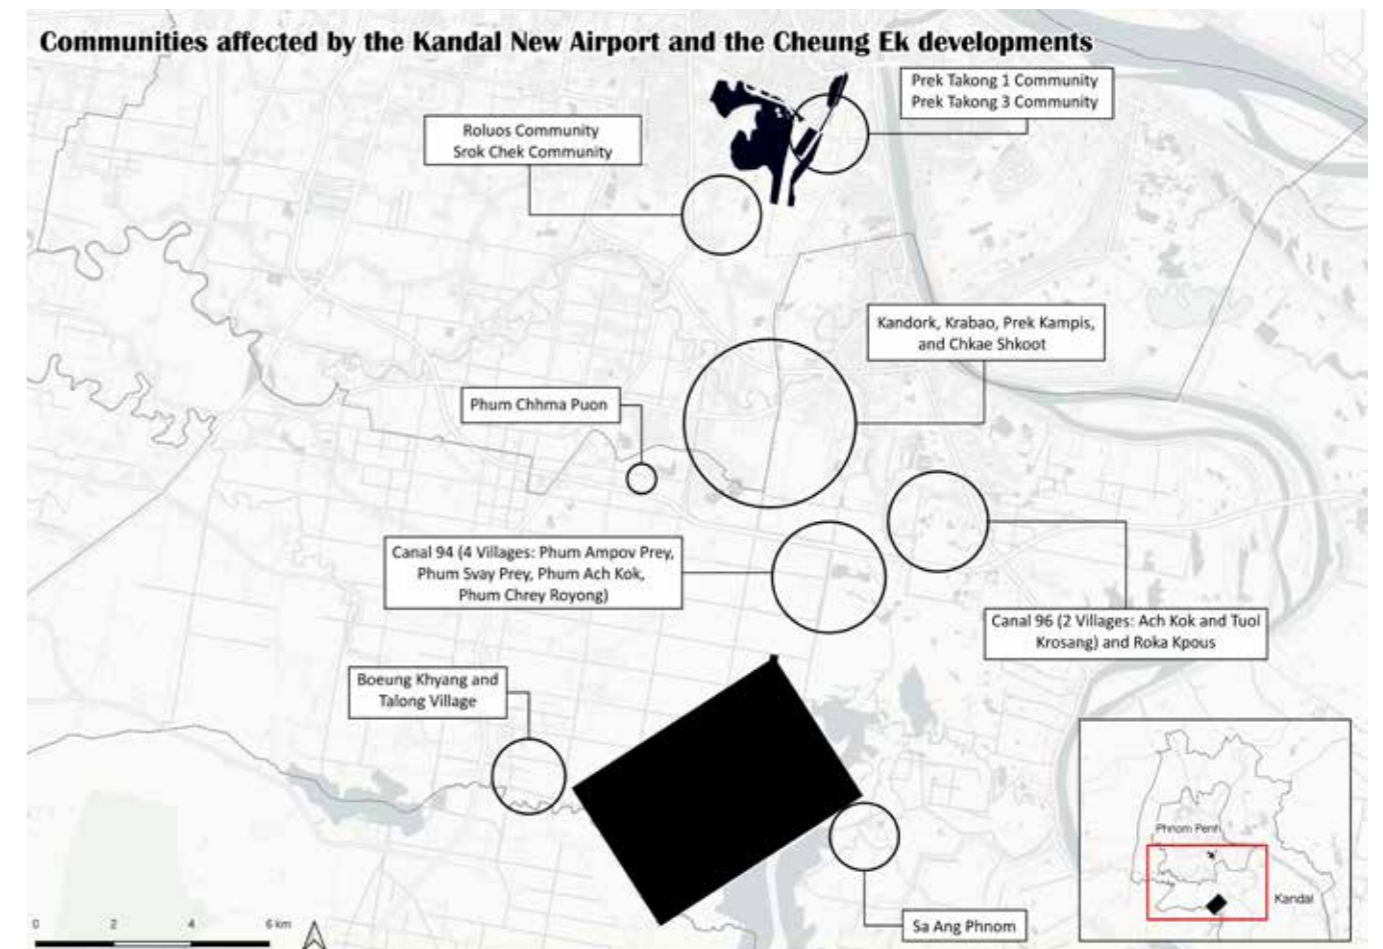 Communities affected by the Kandal New Airport and the Cheung Ek developments
Prek Takong 1 Community
Prek Takong 3 Community
Roluos Community
Srok Chek Community
Kandork, Krabao, Prek Kampis,
and Chkae Shkoot
Phum Chhma Puon
Canal 94 (4 Villages: Phum Ampov Prey,
Phum Svay Prey, Phum Ach Kok,
Phum Chrey Royong)
Canal 96 (2 Villages: Ach Kok and Tuol
Krosang) and Roka Kpous
Boeung Khyang and
Talong Village
Sa Ang Phnom
Phnom Penh
Kandal
0 2 4 6 km